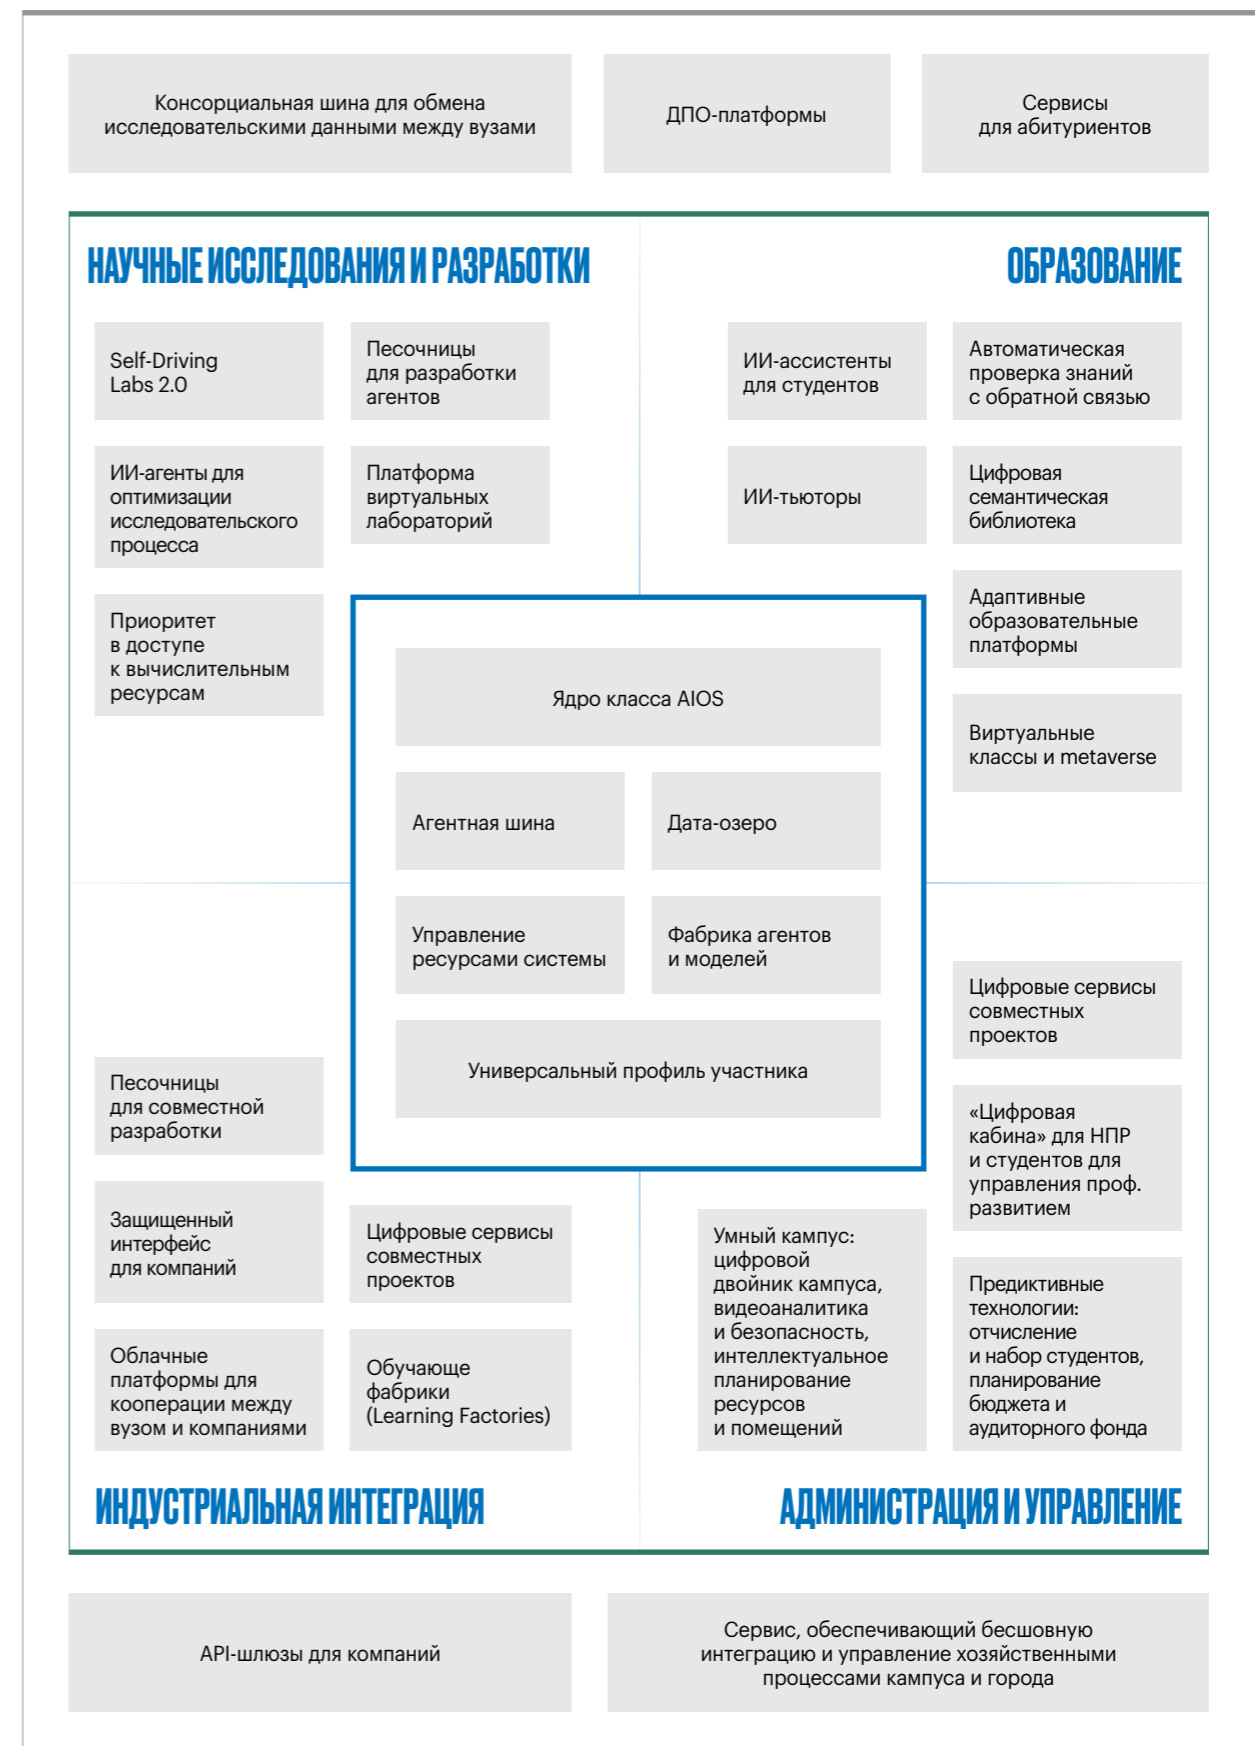 Консорциальная шина для обмена
исследовательскими данными между вузами
ДПО-платформы
Сервисы
для абитуриентов
НАУЧНЫЕ ИССЛЕДОВАНИЯ И РАЗРАБОТКИ
Self-Driving
Labs 2.0
Песочницы
для разработки
агентов
ИИ-агенты для
оптимизации
исследовательского
процесса
Платформа
виртуальных
лабораторий
Приоритет
в доступе
к вычислительным
ресурсам
ОБРАЗОВАНИЕ
ИИ-ассистенты
для студентов
Автоматическая
проверка знаний
с обратной связью
ИИ-тьюторы
Цифровая
семантическая
библиотека
Адаптивные
образовательные
платформы
Виртуальные
классы и metaverse
Ядро класса AIOS
Агентная шина
Дата-озеро
Управление
ресурсами системы
Фабрика агентов
и моделей
Универсальный профиль участника
Песочницы
для совместной
разработки
Защищенный
интерфейс
для компаний
Цифровые сервисы
совместных
проектов
Облачные
платформы для
кооперации между
вузом и компаниями
Обучающе
фабрики
(Learning Factories)
ИНДУСТРИАЛЬНАЯ ИНТЕГРАЦИЯ
Цифровые сервисы
совместных
проектов
«Цифровая
кабина» для НПР
и студентов для
управления проф.
развитием
Умный кампус:
цифровой
двойник кампуса,
видеоаналитика
и безопасность,
интеллектуальное
планирование
ресурсов
и помещений
Предиктивные
технологии:
отчисление
и набор студентов,
планирование
бюджета и
аудиторного фонда
АДМИНИСТРАЦИЯ И УПРАВЛЕНИЕ
API-шлюзы для компаний
Сервис, обеспечивающий бесшовную
интеграцию и управление хозяйственными
процессами кампуса и города